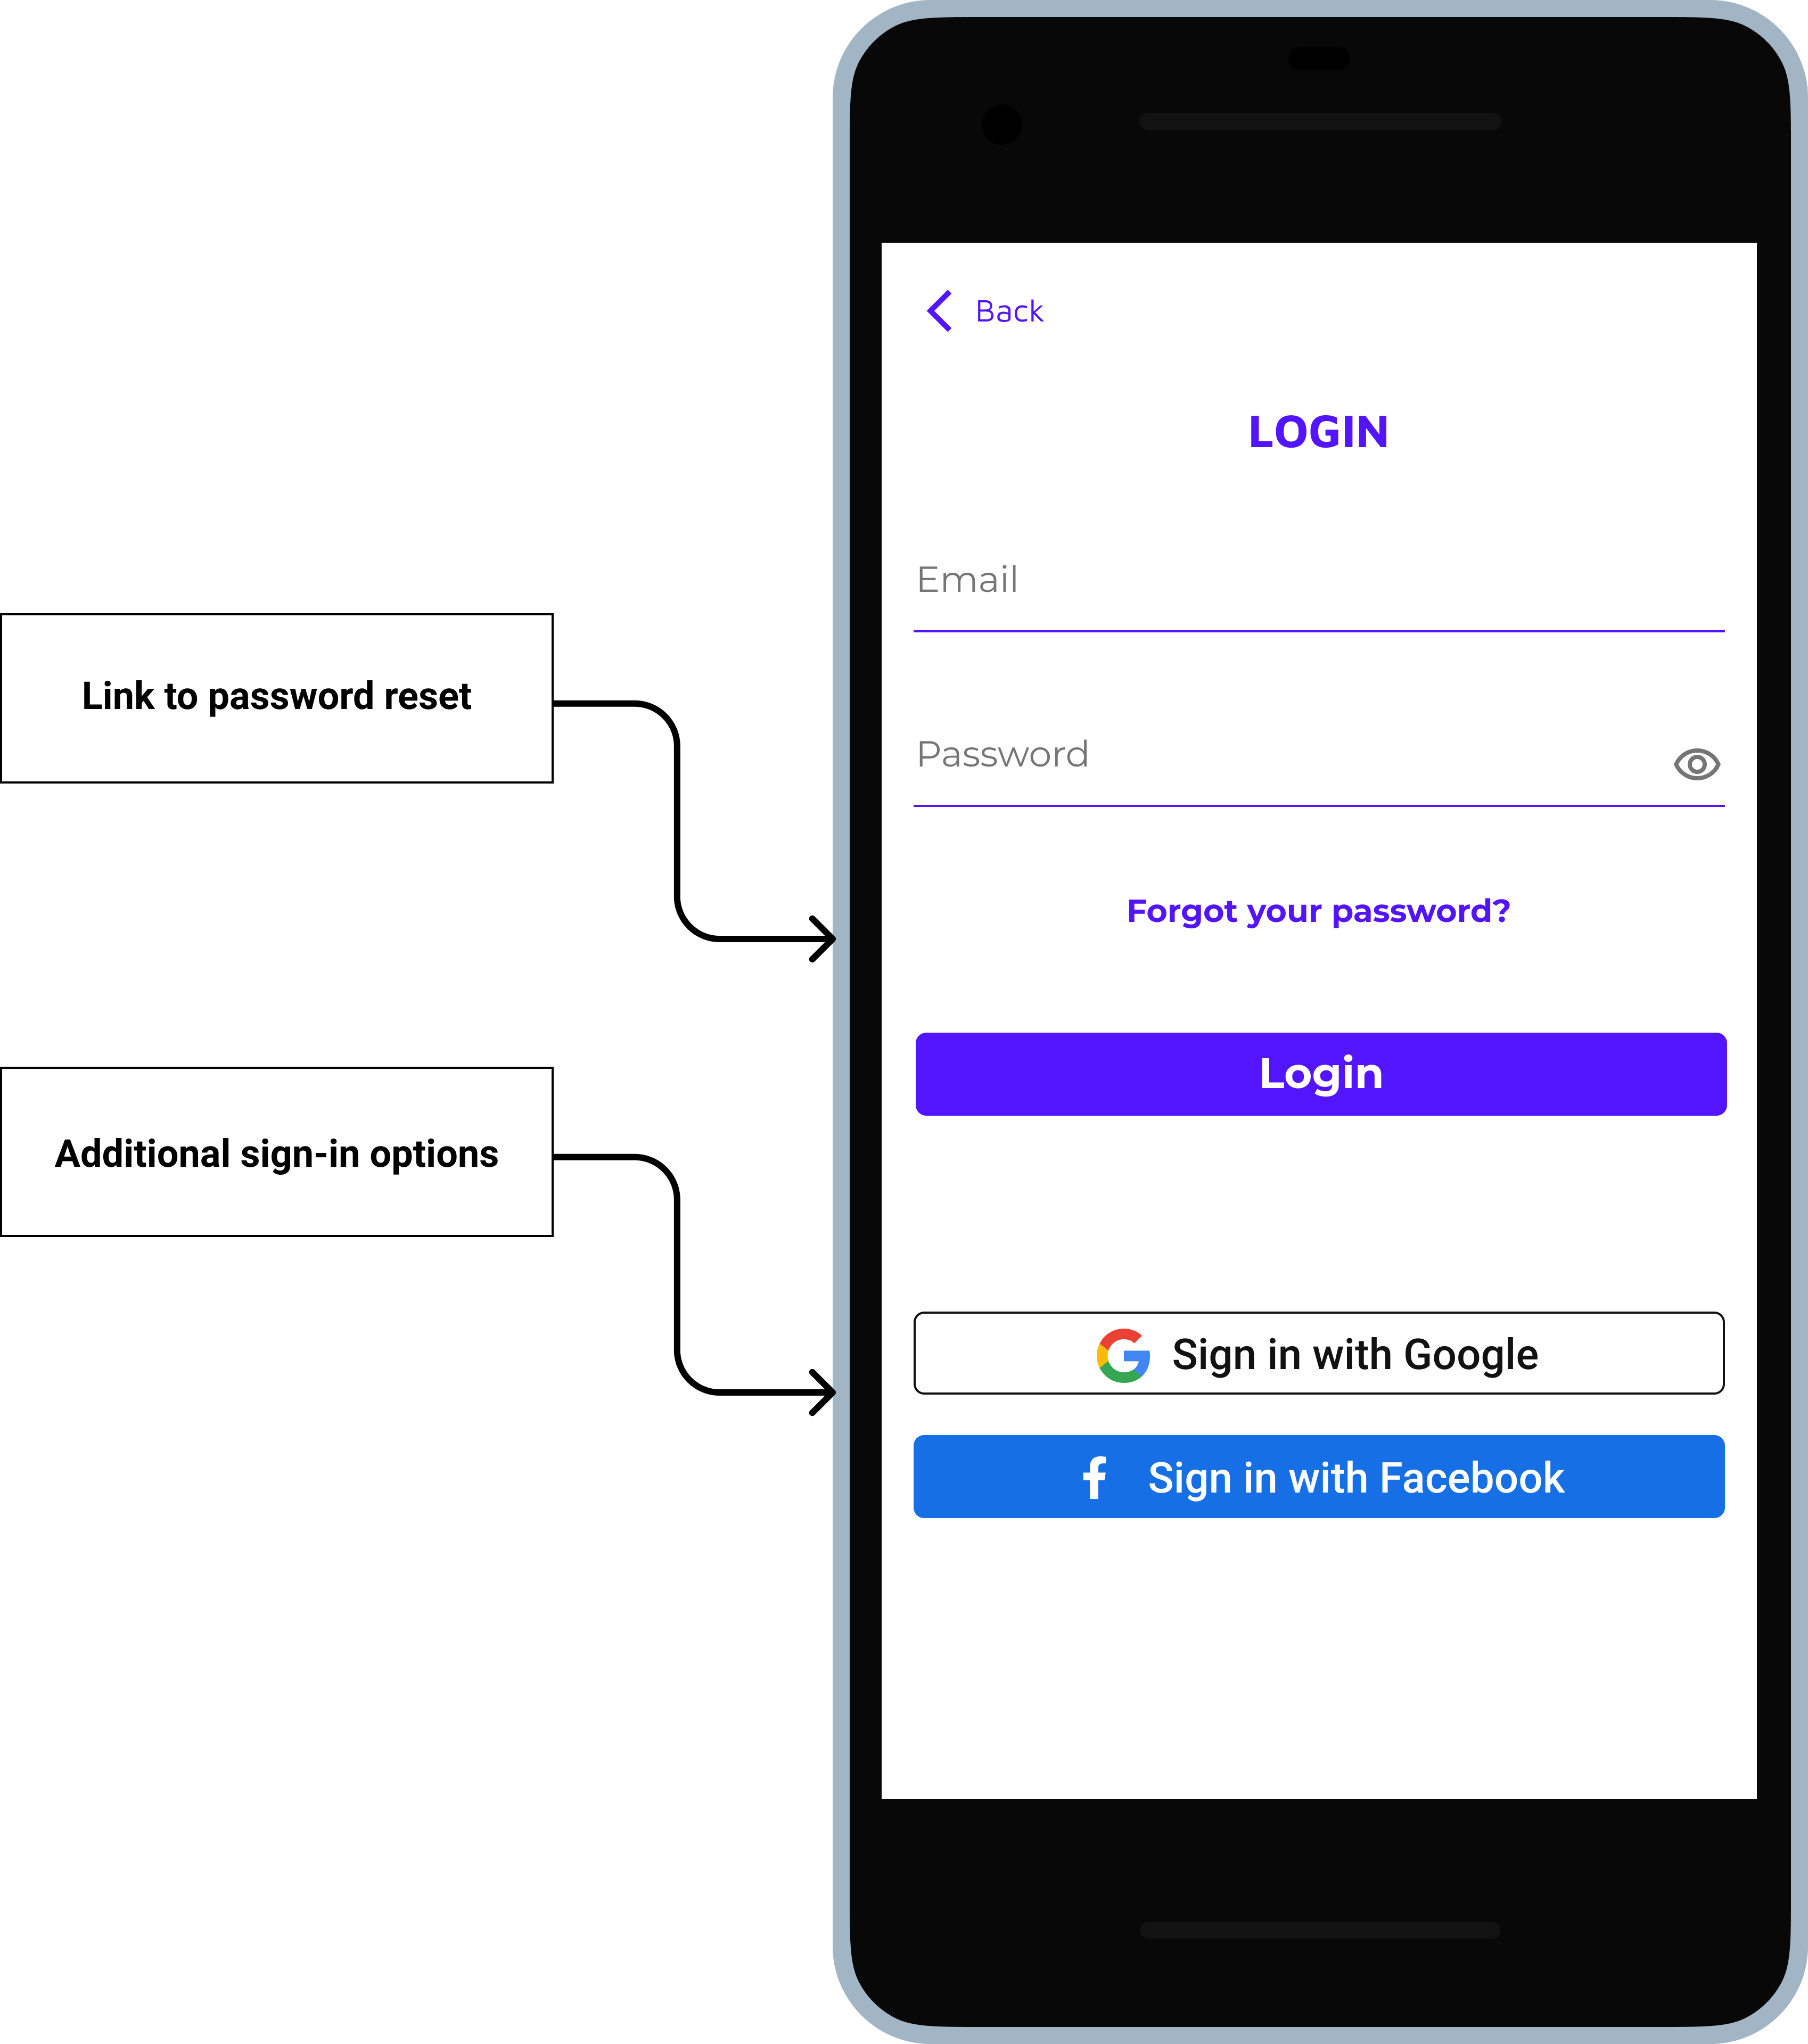 Back
LOGIN
Email
Link to password reset
Password
Forgot your password?
Login
Additional sign-in options
Sign in with Google
Sign in with Facebook